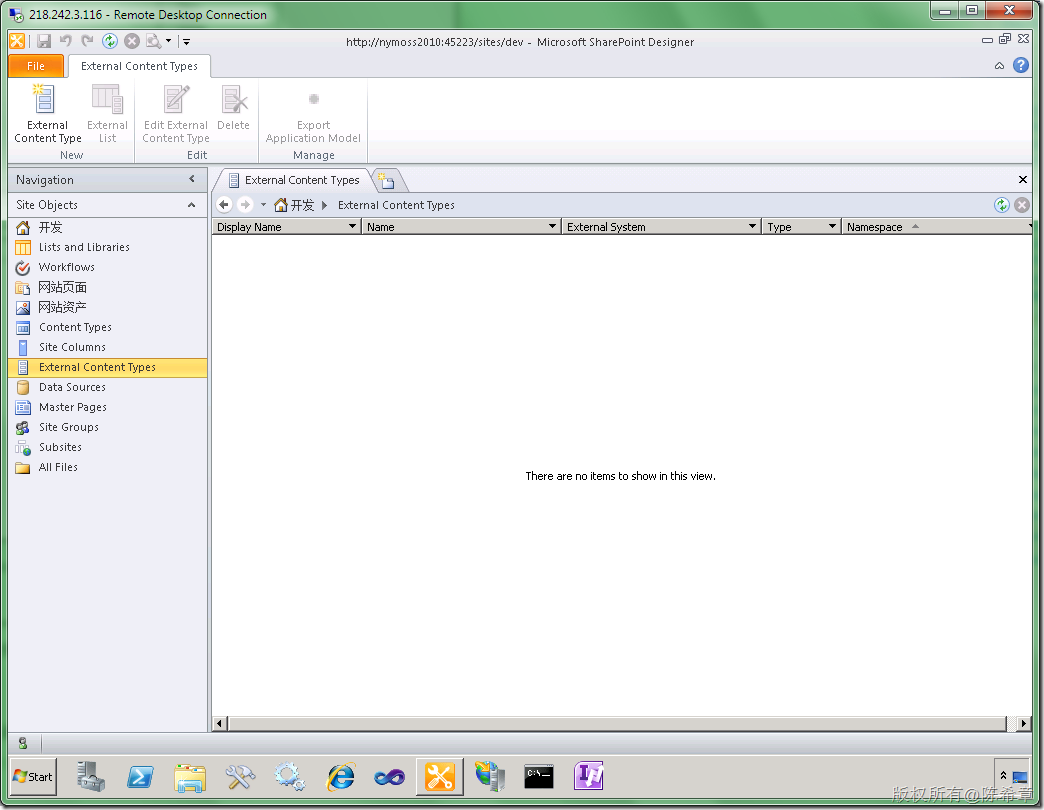 218.242.3.116 - Remote Desktop Connection
http://nymoss2010:45223/sites/dev - Microsoft SharePoint Designer
File
External Content Types
External Content Type
External List
Edit External Content Type
Delete
Export Application Model
New
Edit
Manage
Navigation
External Content Types
Site Objects
开发
External Content Types
Display Name
Name
External System
Type
Namespace
开发
Lists and Libraries
Workflows
网站页面
网站资产
Content Types
Site Columns
External Content Types
Data Sources
Master Pages
Site Groups
Subsites
All Files
There are no items to show in this view.
Start
C:\
版权所有@陈希章